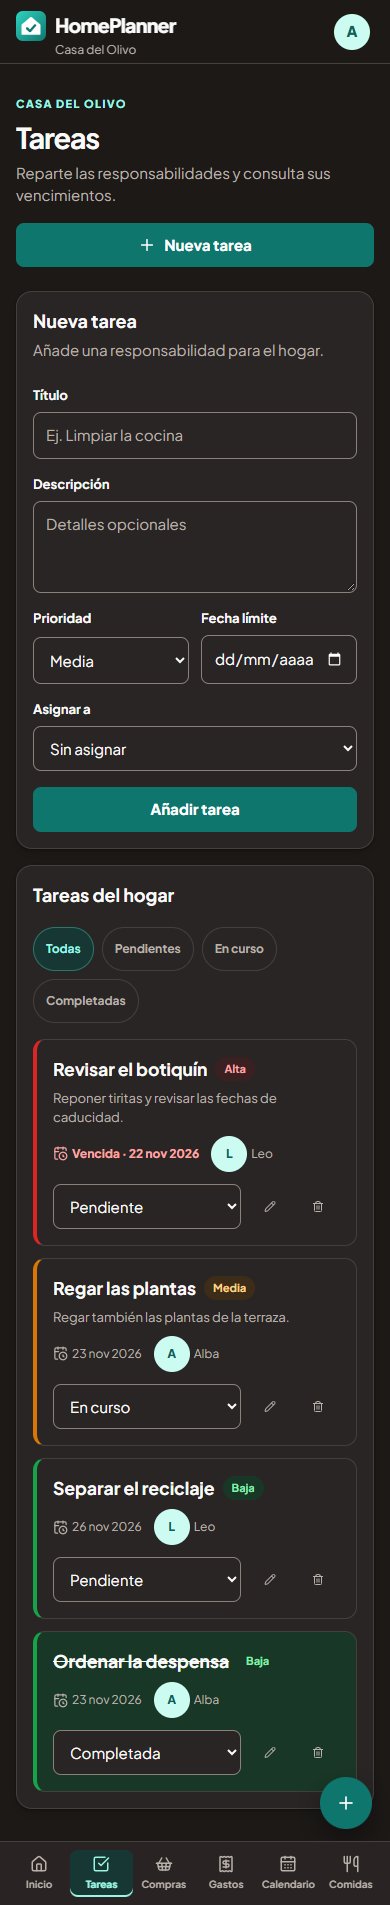 HomePlanner
Casa del Olivo
A
CASA DEL OLIVO
Tareas
Reparte las responsabilidades y consulta sus
vencimientos.
+ Nueva tarea
Nueva tarea
Añade una responsabilidad para el hogar.
Título
Ej. Limpiar la cocina
Descripción
Detalles opcionales
Prioridad Fecha límite
Media dd/mm/aaaa
Asignar a
Sin asignar
Añadir tarea
Tareas del hogar
Todas Pendientes En curso
Completadas
Revisar el botiquín Alta
Reponer tiritas y revisar las fechas de
caducidad.
Vencida · 22 nov 2026 L Leo
Pendiente
Regar las plantas Media
Regar también las plantas de la terraza.
23 nov 2026 A Alba
En curso
Separar el reciclaje Baja
26 nov 2026 L Leo
Pendiente
Ordenar la despensa Baja
23 nov 2026 A Alba
Completada
+
Inicio Tareas Compras Gastos Calendario Comidas